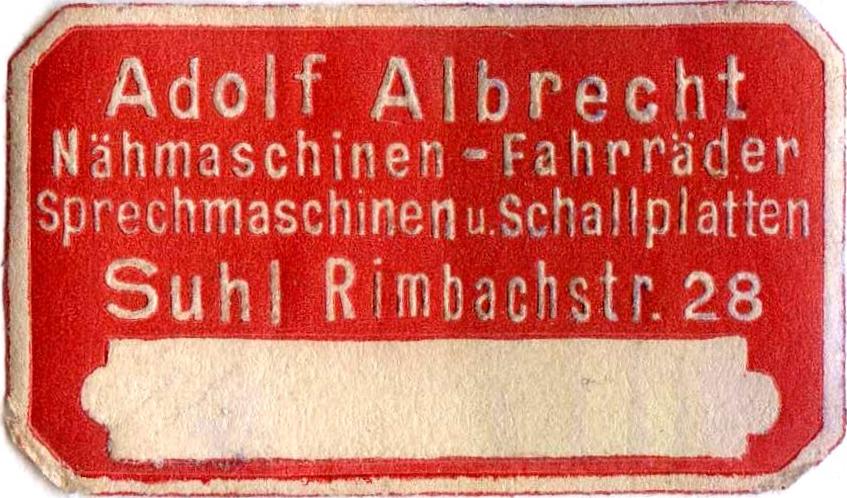 Adolf Albrecht
Nähmaschinen - Fahrräder
Sprechmaschinen u. Schallplatten
Suhl Rimbachstr. 28